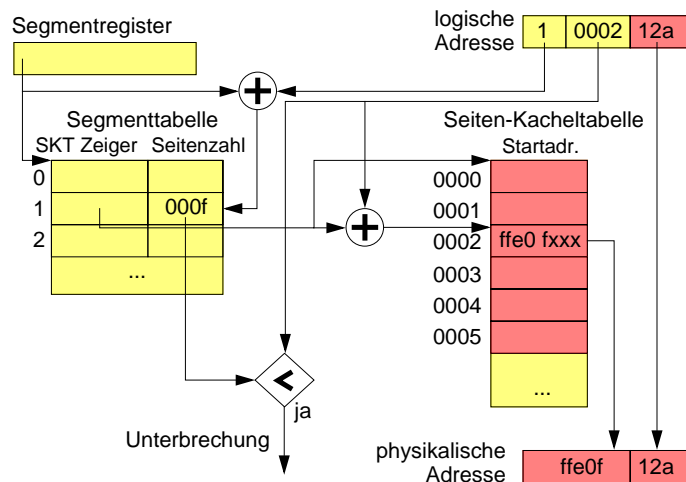 Segmentregister
logische
Adresse
1 0002 12a
Segmenttabelle
SKT Zeiger Seitenzahl
0
1 000f
2
...
Seiten-Kacheltabelle
Startadr.
0000
0001
0002 ffe0 fxxx
0003
0004
0005
...
<
ja
Unterbrechung
physikalische
Adresse
ffe0f 12a